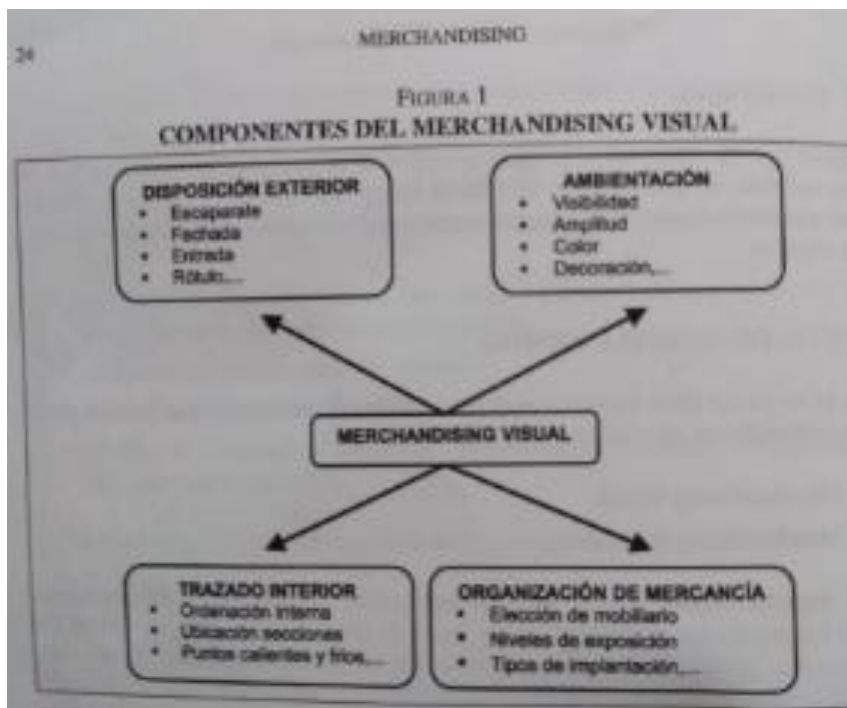 24
MERCHANDISING
FIGURA 1
COMPONENTES DEL MERCHANDISING VISUAL
DISPOSICIÓN EXTERIOR
• Escaparate
• Fachada
• Entrada
• Rótulo,...
AMBIENTACIÓN
• Visibilidad
• Amplitud
• Color
• Decoración,...
MERCHANDISING VISUAL
TRAZADO INTERIOR
• Ordenación interna
• Ubicación secciones
• Puntos calientes y fríos,...
ORGANIZACIÓN DE MERCANCÍA
• Elección de mobiliario
• Niveles de exposición
• Tipos de implantación,...